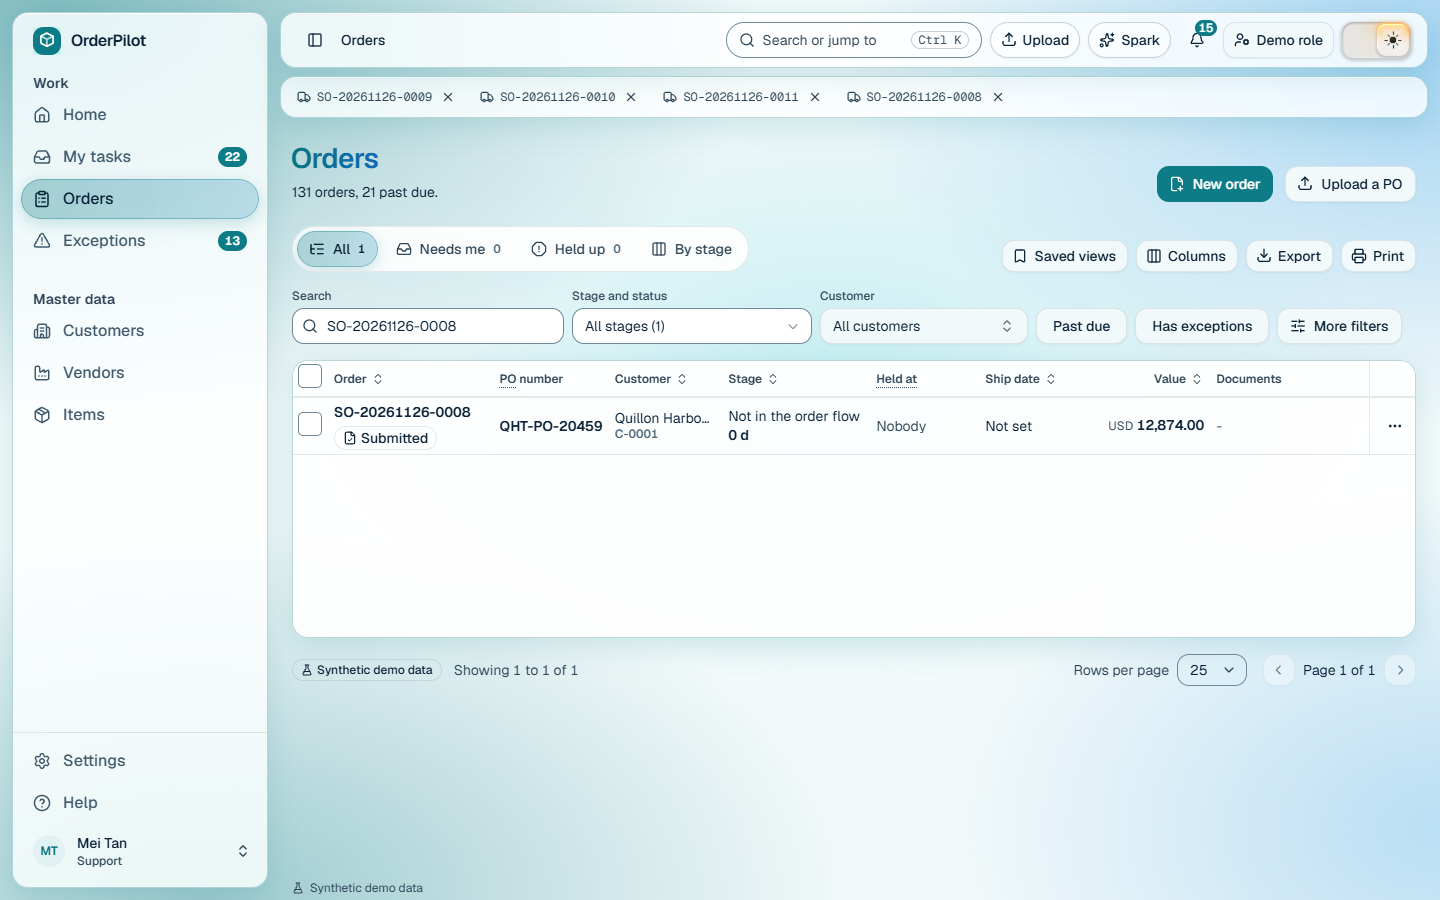 OrderPilot
Work
Home
My tasks 22
Orders
Exceptions 13
Master data
Customers
Vendors
Items
Settings
Help
MT Mei Tan
Support
Orders
Search or jump to Ctrl K
Upload
Spark
15
Demo role
SO-20261126-0009
SO-20261126-0010
SO-20261126-0011
SO-20261126-0008
Orders
131 orders, 21 past due.
New order
Upload a PO
All 1
Needs me 0
Held up 0
By stage
Saved views
Columns
Export
Print
Search
Stage and status
Customer
SO-20261126-0008
All stages (1)
All customers
Past due
Has exceptions
More filters
Order PO number Customer Stage Held at Ship date Value Documents
SO-20261126-0008
Submitted
QHT-PO-20459
Quillon Harbo...
C-0001
Not in the order flow
0 d
Nobody
Not set
USD 12,874.00
-
Synthetic demo data
Showing 1 to 1 of 1
Rows per page 25
Page 1 of 1
Synthetic demo data